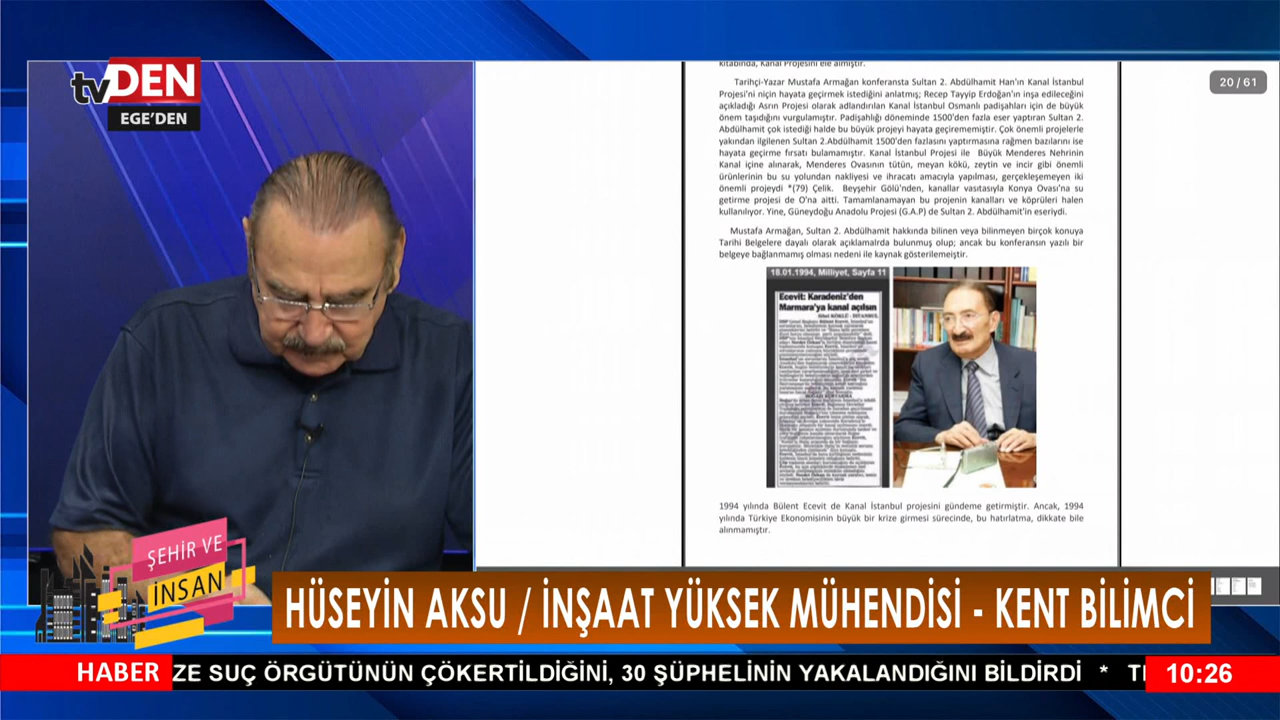 tvDEN
EGE'DEN
kitabında, Kanal Projesini ele almıştır.
20 / 61
Tarihçi-Yazar Mustafa Armağan konferansta Sultan 2. Abdülhamit Han'ın Kanal İstanbul
Projesi'ni niçin hayata geçirmek istediğini anlatmış; Recep Tayyip Erdoğan'ın inşa edileceğini
açıkladığı Asrın Projesi olarak adlandırılan Kanal İstanbul Osmanlı padişahları için de büyük
önem taşıdığını vurgulamıştır. Padişahlığı döneminde 1500'den fazla eser yaptıran Sultan 2.
Abdülhamit çok istediği halde bu büyük projeyi hayata geçirememiştir. Çok önemli projelerle
yakından ilgilenen Sultan 2.Abdülhamit 1500'den fazlasını yaptırmasına rağmen bazılarını ise
hayata geçirme fırsatı bulamamıştır. Kanal İstanbul Projesi ile Büyük Menderes Nehrinin
Kanal içine alınarak, Menderes Ovasının tütün, meyan kökü, zeytin ve incir gibi önemli
ürünlerinin bu su yolundan nakliyesi ve ihracatı amacıyla yapılması, gerçekleşemeyen iki
önemli projeydi *(79) Çelik. Beyşehir Gölü'nden, kanallar vasıtasıyla Konya Ovası'na su
getirme projesi de O'na aitti. Tamamlanamayan bu projenin kanalları ve köprüleri halen
kullanılıyor. Yine, Güneydoğu Anadolu Projesi (G.A.P) de Sultan 2. Abdülhamit'in eseriydi.
Mustafa Armağan, Sultan 2. Abdülhamit hakkında bilinen veya bilinmeyen birçok konuya
Tarihi Belgelere dayalı olarak açıklamalrda bulunmuş olup; ancak bu konferansın yazılı bir
belgeye bağlanmamış olması nedeni ile kaynak gösterilemeiştir.
18.01.1994, Milliyet, Sayfa 11
Ecevit: Karadeniz'den
Marmara'ya kanal açılsın
1994 yılında Bülent Ecevit de Kanal İstanbul projesini gündeme getirmiştir. Ancak, 1994
yılında Türkiye Ekonomisinin büyük bir krize girmesi sürecinde, bu hatırlatma, dikkate bile
alınmamıştır.
ŞEHİR VE
İNSAN
HÜSEYİN AKSU / İNŞAAT YÜKSEK MÜHENDİSİ - KENT BİLİMCİ
HABER ZE SUÇ ÖRGÜTÜNÜN ÇÖKERTİLDİĞİNİ, 30 ŞÜPHELİNİN YAKALANDIĞINI BİLDİRDİ * 10:26